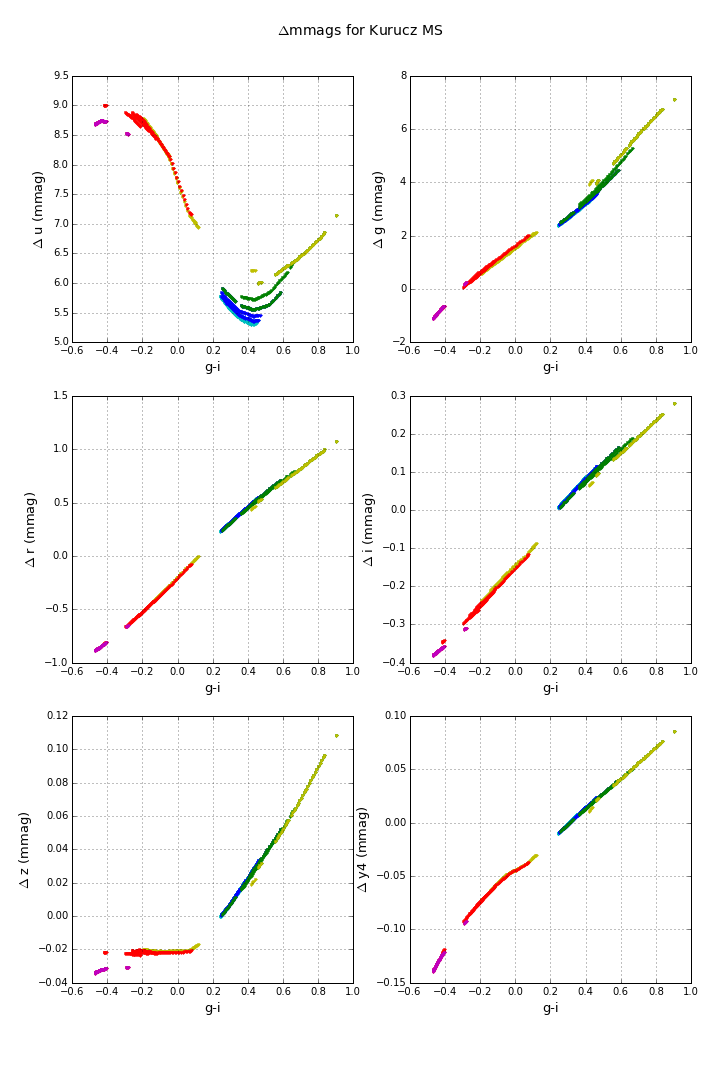 Δmmags for Kurucz MS
9.5
9.0
8.5
8.0
7.5
7.0
6.5
6.0
5.5
5.0
Δ u (mmag)
−0.6 −0.4 −0.2 0.0 0.2 0.4 0.6 0.8 1.0
g-i
8
6
4
2
0
−2
Δ g (mmag)
−0.6 −0.4 −0.2 0.0 0.2 0.4 0.6 0.8 1.0
g-i
1.5
1.0
0.5
0.0
−0.5
−1.0
Δ r (mmag)
−0.6 −0.4 −0.2 0.0 0.2 0.4 0.6 0.8 1.0
g-i
0.3
0.2
0.1
0.0
−0.1
−0.2
−0.3
−0.4
Δ i (mmag)
−0.6 −0.4 −0.2 0.0 0.2 0.4 0.6 0.8 1.0
g-i
0.12
0.10
0.08
0.06
0.04
0.02
0.00
−0.02
−0.04
Δ z (mmag)
−0.6 −0.4 −0.2 0.0 0.2 0.4 0.6 0.8 1.0
g-i
0.10
0.05
0.00
−0.05
−0.10
−0.15
Δ y4 (mmag)
−0.6 −0.4 −0.2 0.0 0.2 0.4 0.6 0.8 1.0
g-i